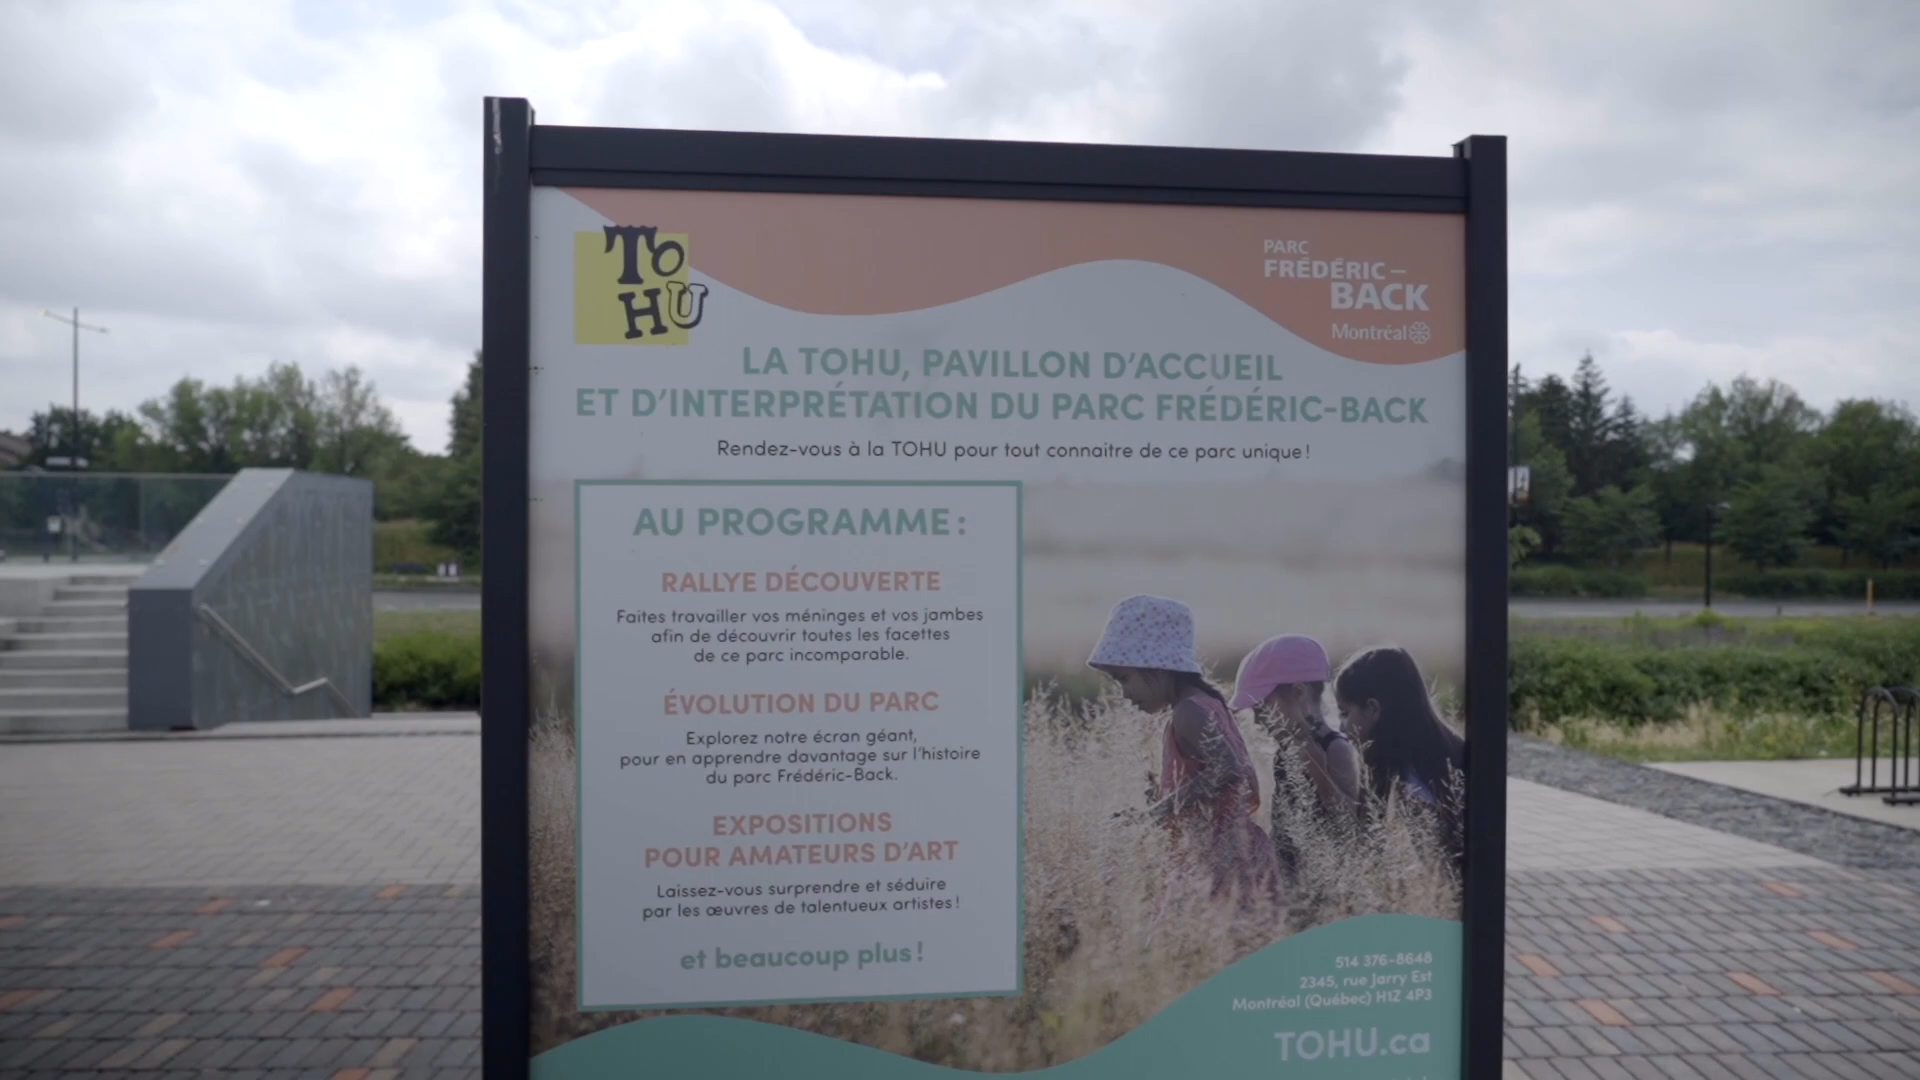 TOHU
PARC
FRÉDÉRIC –
BACK
Montréal
LA TOHU, PAVILLON D'ACCUEIL
ET D'INTERPRÉTATION DU PARC FRÉDÉRIC-BACK
Rendez-vous à la TOHU pour tout connaitre de ce parc unique !
AU PROGRAMME :
RALLYE DÉCOUVERTE
Faites travailler vos méninges et vos jambes
afin de découvrir toutes les facettes
de ce parc incomparable.
ÉVOLUTION DU PARC
Explorez notre écran géant,
pour en apprendre davantage sur l'histoire
du parc Frédéric-Back.
EXPOSITIONS
POUR AMATEURS D'ART
Laissez-vous surprendre et séduire
par les œuvres de talentueux artistes !
et beaucoup plus !
514 376-8648
2345, rue Jarry Est
Montréal (Québec) H1Z 4P3
TOHU.ca